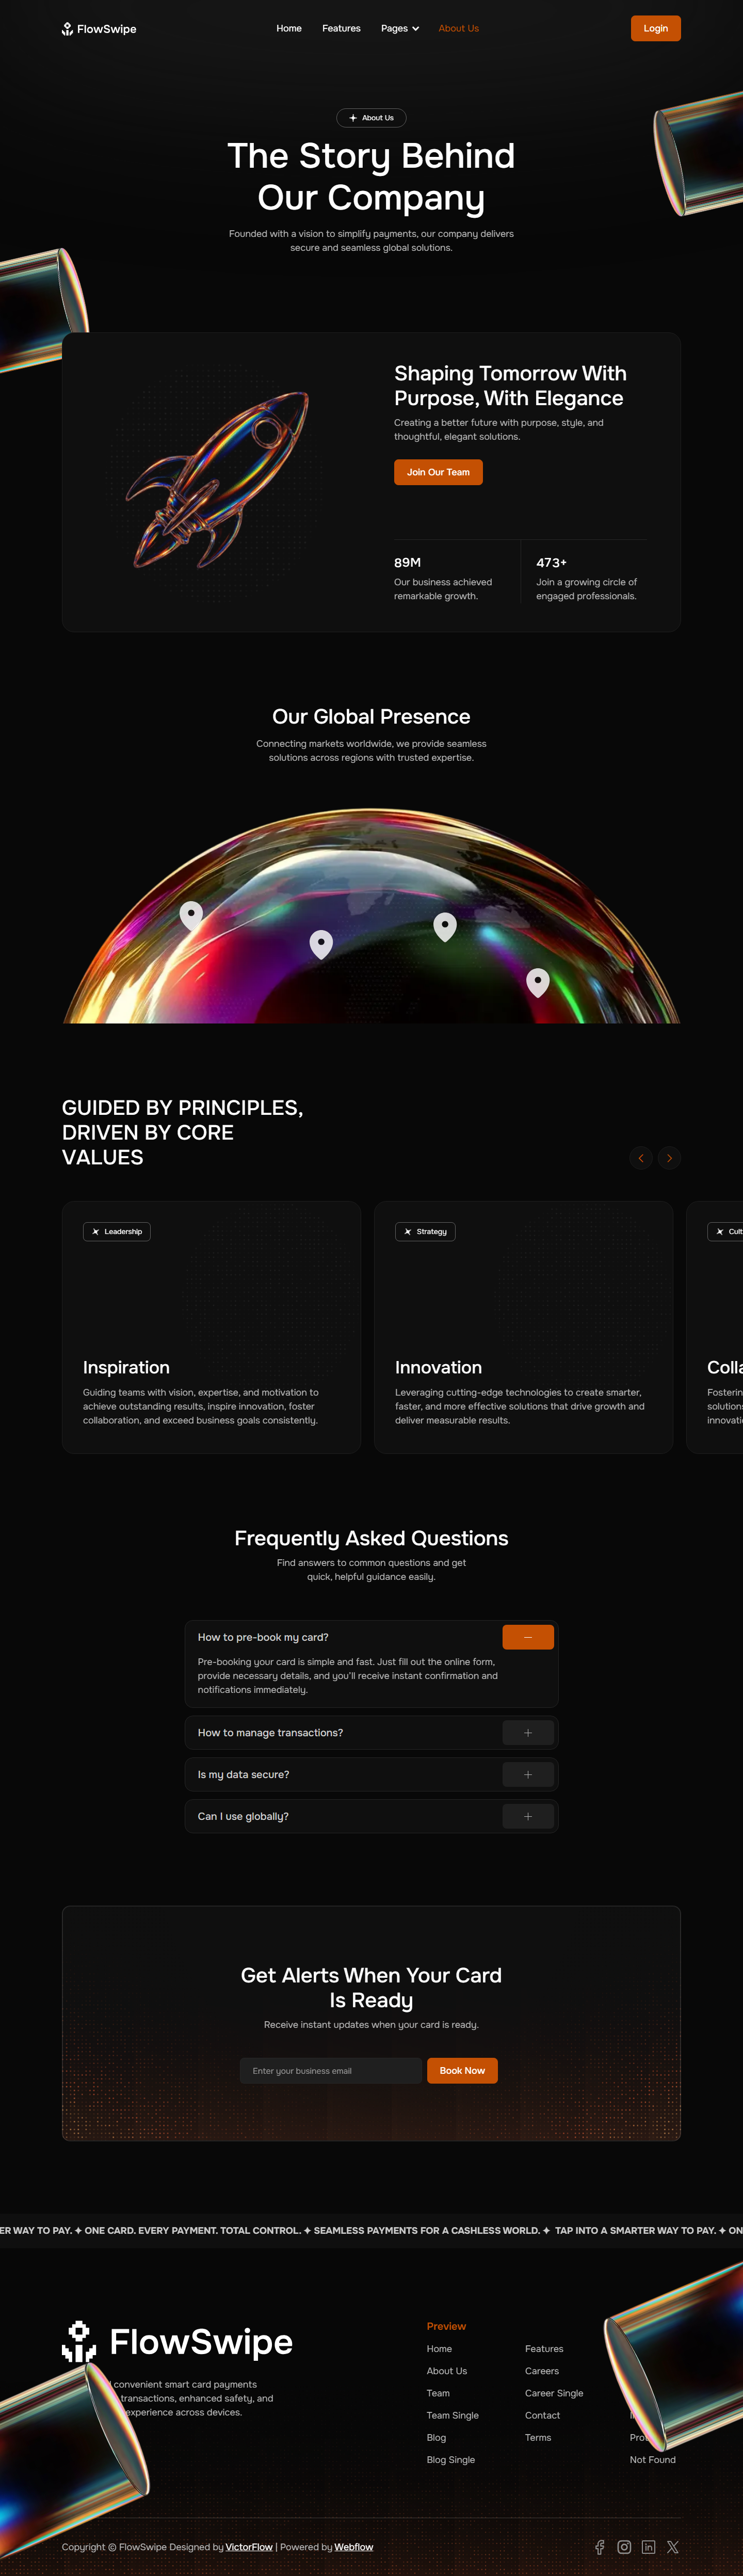 FlowSwipe
Home Features Pages About Us
Login
About Us
The Story Behind
Our Company
Founded with a vision to simplify payments, our company delivers
secure and seamless global solutions.
Shaping Tomorrow With
Purpose, With Elegance
Creating a better future with purpose, style, and
thoughtful, elegant solutions.
Join Our Team
89M
Our business achieved
remarkable growth.
473+
Join a growing circle of
engaged professionals.
Our Global Presence
Connecting markets worldwide, we provide seamless
solutions across regions with trusted expertise.
GUIDED BY PRINCIPLES,
DRIVEN BY CORE
VALUES
Leadership
Inspiration
Guiding teams with vision, expertise, and motivation to
achieve outstanding results, inspire innovation, foster
collaboration, and exceed business goals consistently.
Strategy
Innovation
Leveraging cutting-edge technologies to create smarter,
faster, and more effective solutions that drive growth and
deliver measurable results.
Cult
Colla
Fosterin
solutions
innovati
Frequently Asked Questions
Find answers to common questions and get
quick, helpful guidance easily.
How to pre-book my card?
Pre-booking your card is simple and fast. Just fill out the online form,
provide necessary details, and you'll receive instant confirmation and
notifications immediately.
How to manage transactions?
Is my data secure?
Can I use globally?
Get Alerts When Your Card
Is Ready
Receive instant updates when your card is ready.
Enter your business email
Book Now
ER WAY TO PAY. ✦ ONE CARD. EVERY PAYMENT. TOTAL CONTROL. ✦ SEAMLESS PAYMENTS FOR A CASHLESS WORLD. ✦ TAP INTO A SMARTER WAY TO PAY. ✦ ON
FlowSwipe
convenient smart card payments
transactions, enhanced safety, and
experience across devices.
Preview
Home
About Us
Team
Team Single
Blog
Blog Single
Features
Careers
Career Single
Contact
Terms
Not Found
Copyright © FlowSwipe Designed by VictorFlow | Powered by Webflow